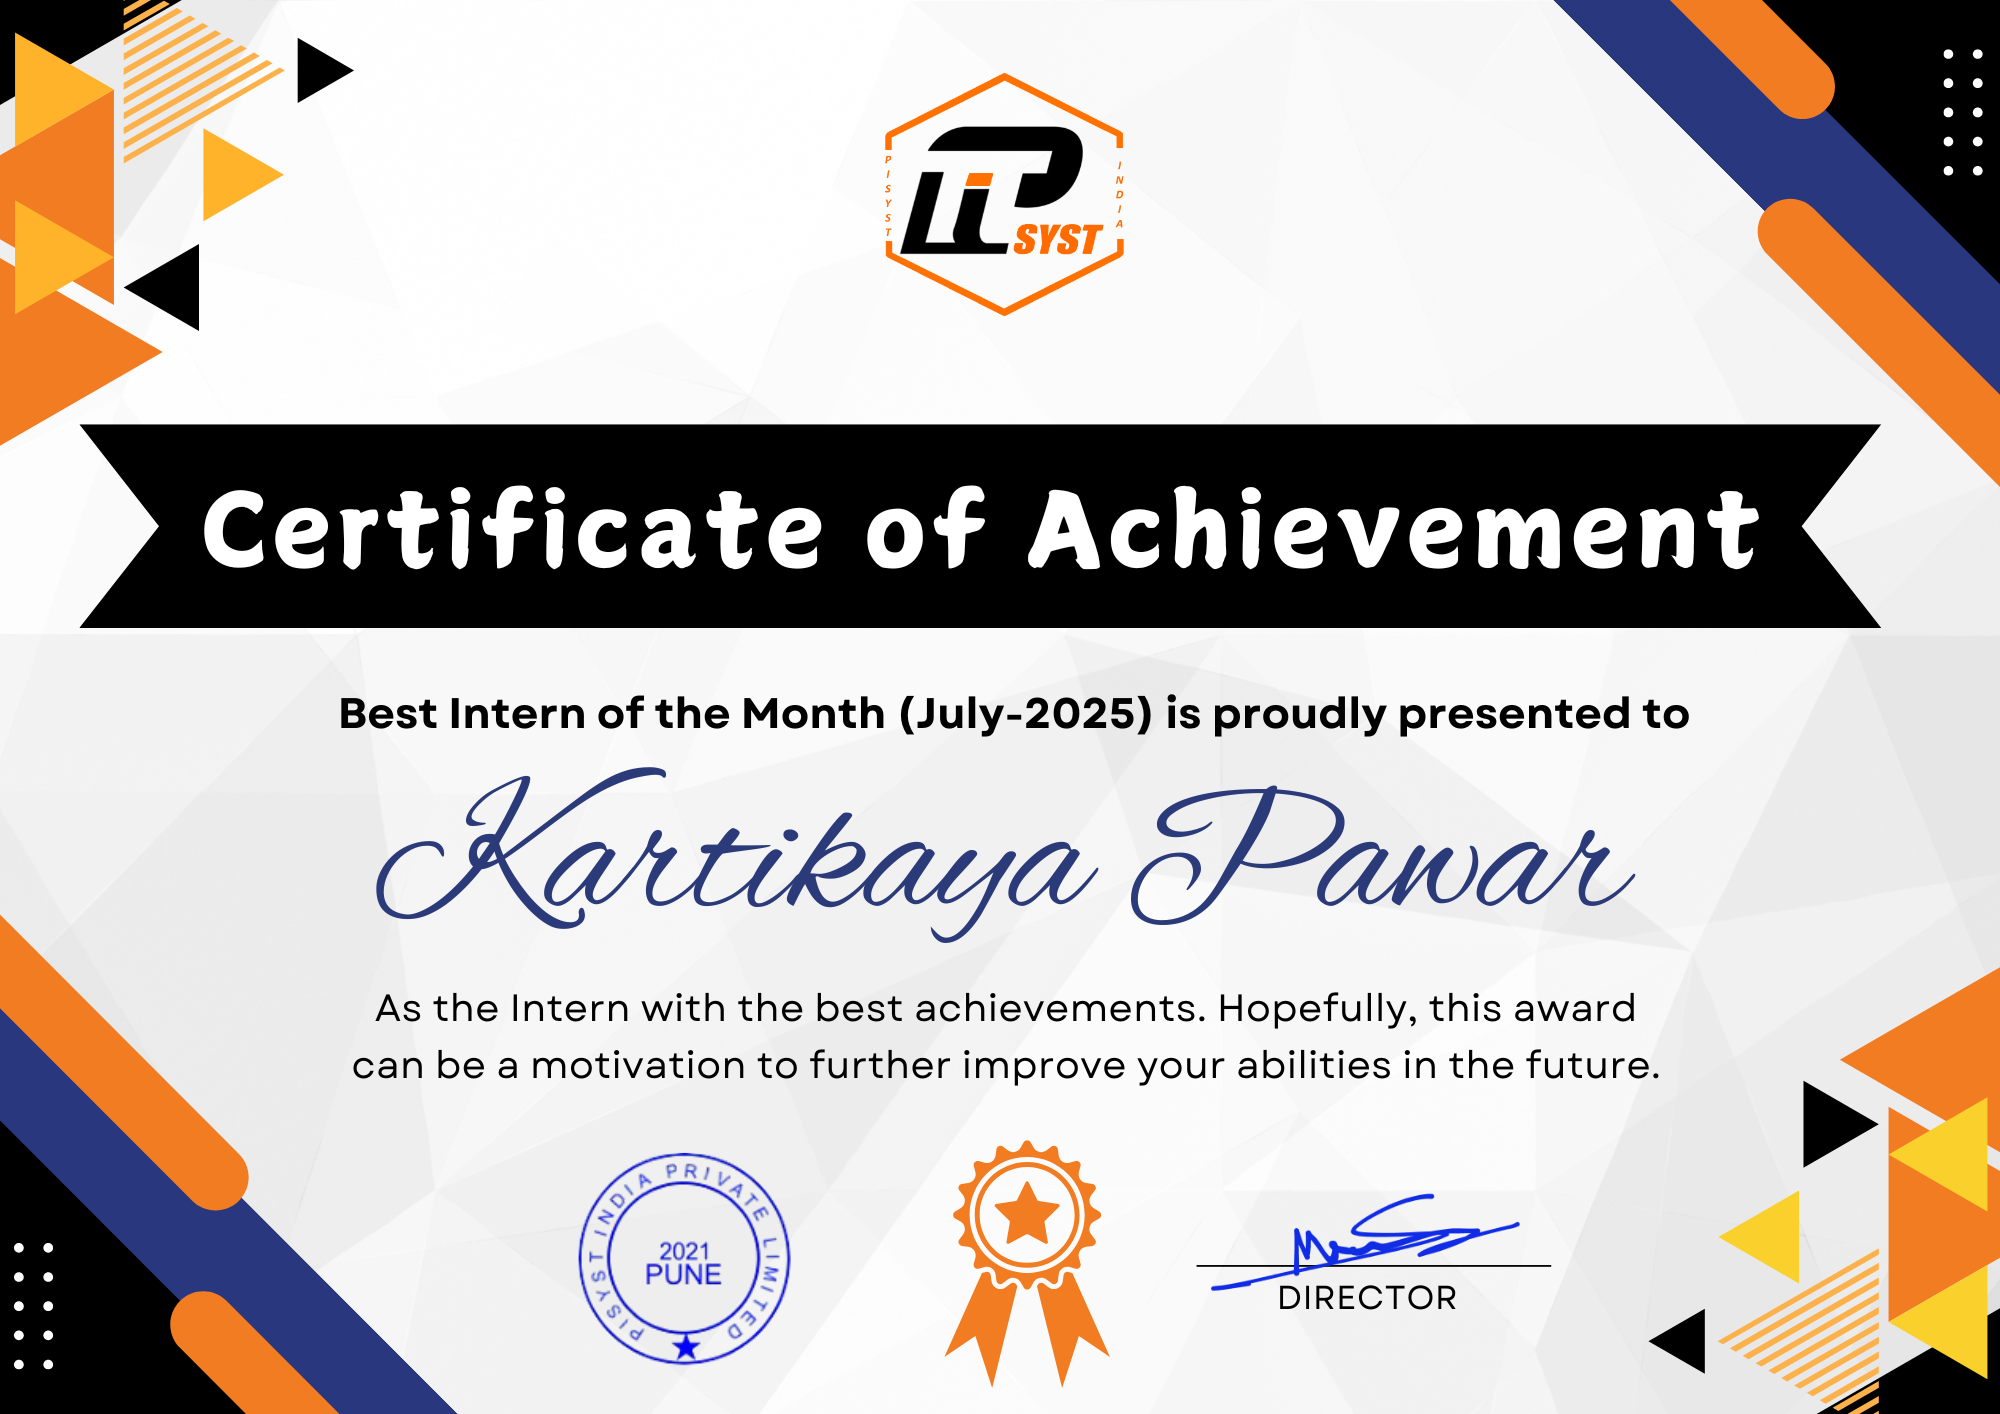 PISYST
INDIA
PiSYST
Certificate of Achievement
Best Intern of the Month (July-2025) is proudly presented to
Kartikaya Pawar
As the Intern with the best achievements. Hopefully, this award
can be a motivation to further improve your abilities in the future.
PISYST INDIA PRIVATE LIMITED
2021
PUNE
DIRECTOR